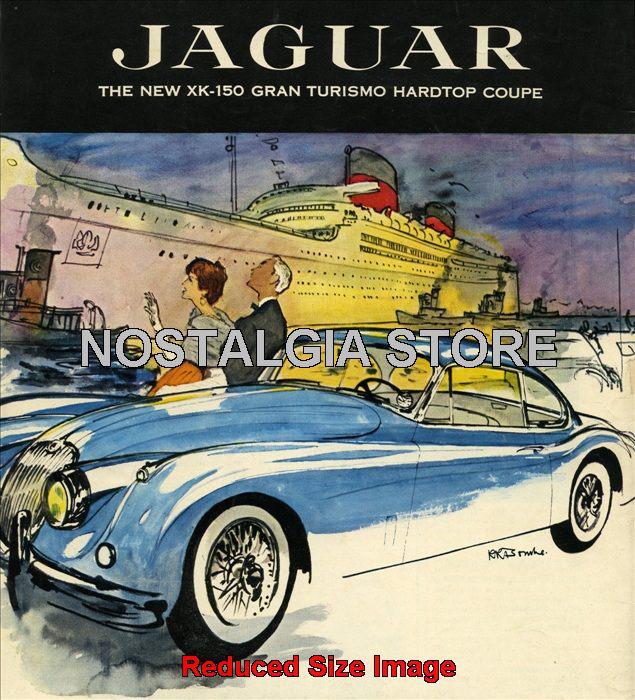 JAGUAR
THE NEW XK-150 GRAN TURISMO HARDTOP COUPE
NOSTALGIA STORE
Reduced Size Image